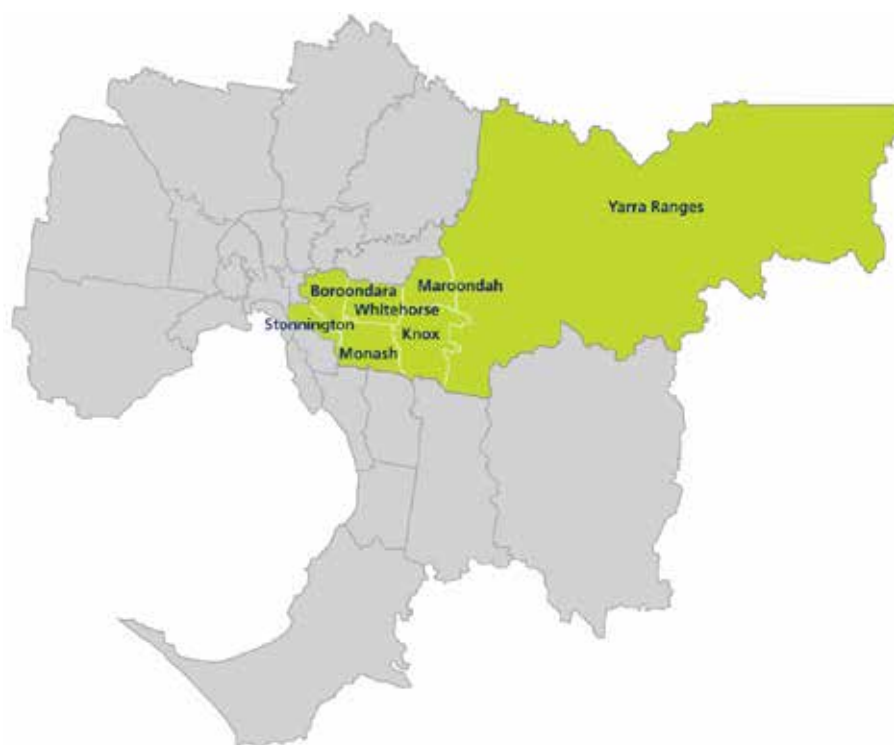 Yarra Ranges
Maroondah
Boroondara
Whitehorse
Stonnington
Knox
Monash